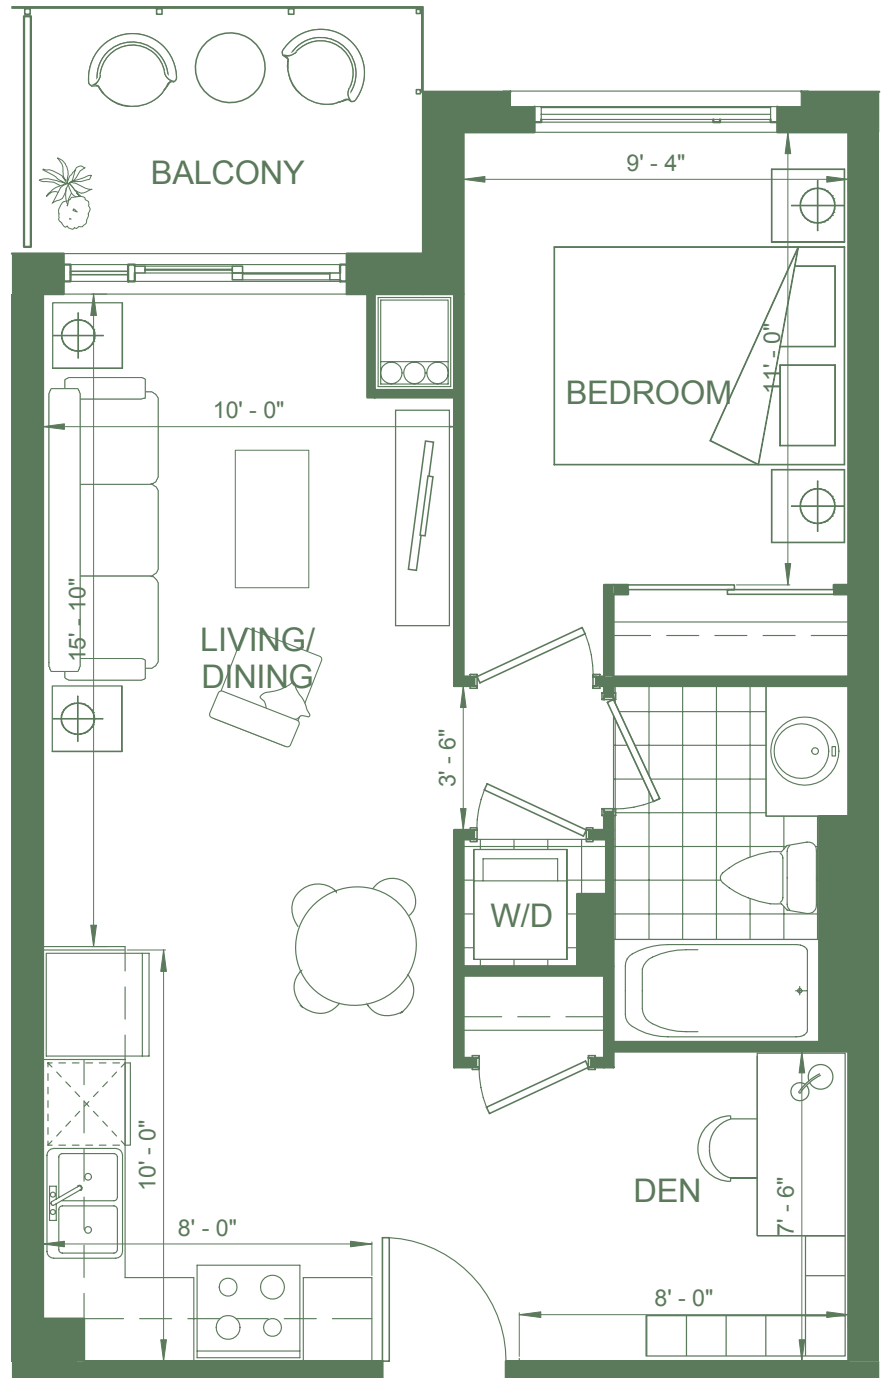 BALCONY
9' - 4"
11' - 0"
BEDROOM
10' - 0"
15' - 10"
LIVING/
DINING
3' - 6"
W/D
10' - 0"
DEN
7' - 6"
8' - 0"
8' - 0"